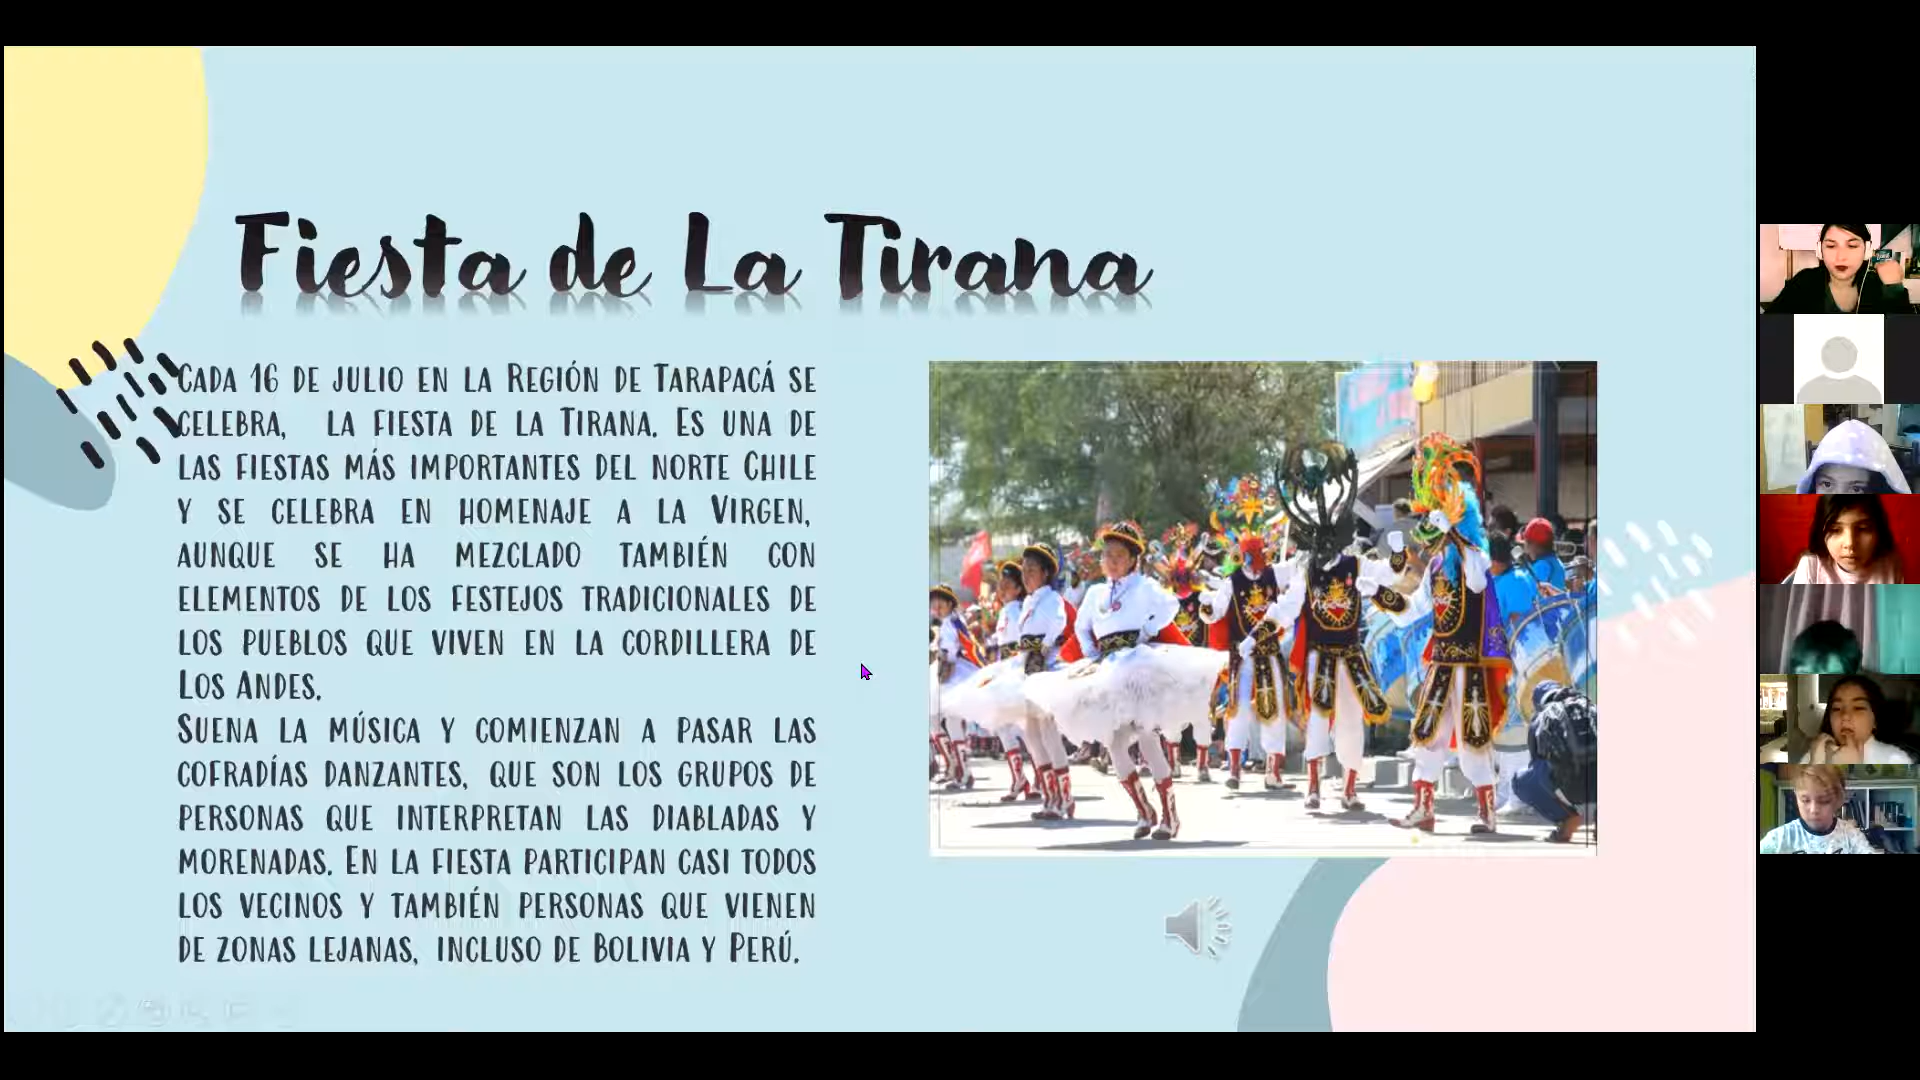 Fiesta de La Tirana
Cada 16 de julio en la Región de Tarapacá se
celebra, la fiesta de la Tirana. Es una de
las fiestas más importantes del norte Chile
y se celebra en homenaje a la Virgen,
aunque se ha mezclado también con
elementos de los festejos tradicionales de
los pueblos que viven en la cordillera de
Los Andes.
Suena la música y comienzan a pasar las
cofradías danzantes, que son los grupos de
personas que interpretan las diabladas y
morenadas. En la fiesta participan casi todos
los vecinos y también personas que vienen
de zonas lejanas, incluso de Bolivia y Perú.